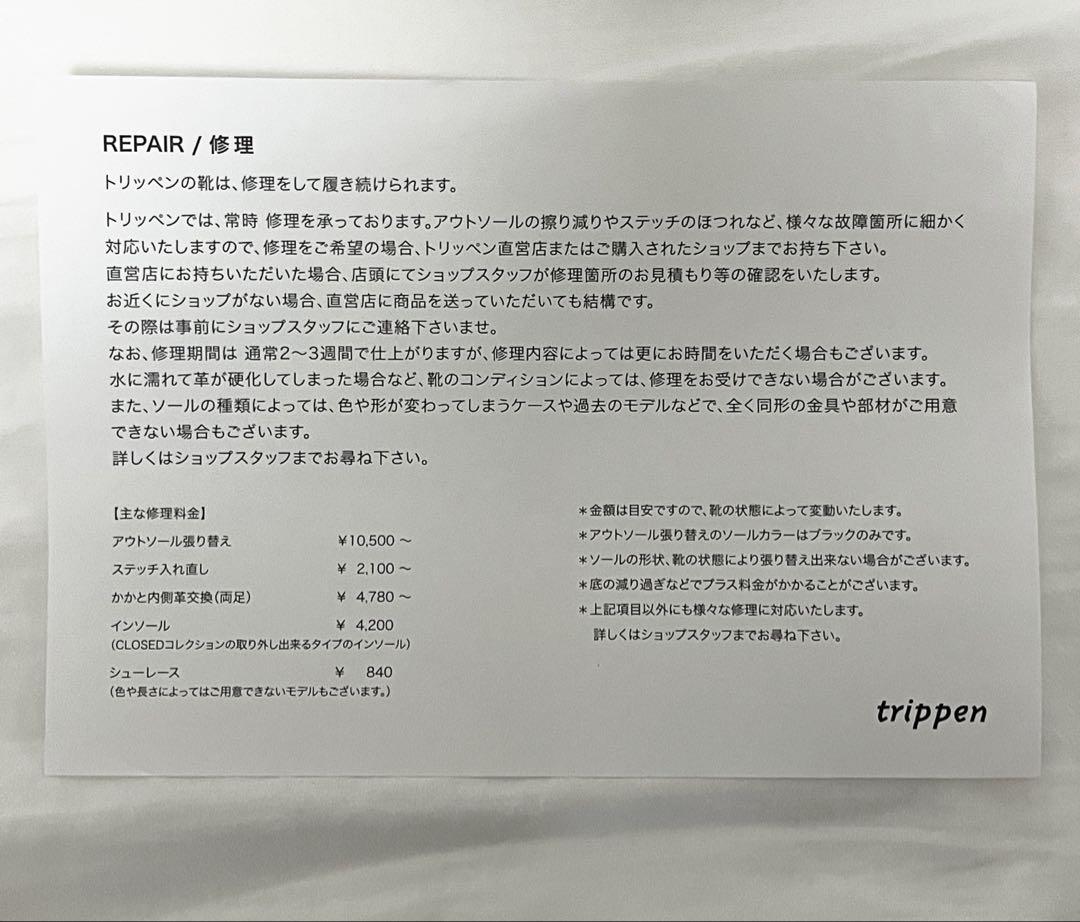 REPAIR / 修理
トリッペンの靴は、修理をして履き続けられます。
トリッペンでは、常時 修理を承っております。アウトソールの擦り減りやステッチのほつれなど、様々な故障箇所に細かく
対応いたしますので、修理をご希望の場合、トリッペン直営店またはご購入されたショップまでお持ち下さい。
直営店にお持ちいただいた場合、店頭にてショップスタッフが修理箇所のお見積もり等の確認をいたします。
お近くにショップがない場合、直営店に商品を送っていただいても結構です。
その際は事前にショップスタッフにご連絡下さいませ。
なお、修理期間は 通常2〜3週間で仕上がりますが、修理内容によっては更にお時間をいただく場合もございます。
水に濡れて革が硬化してしまった場合など、靴のコンディションによっては、修理をお受けできない場合がございます。
また、ソールの種類によっては、色や形が変わってしまうケースや過去のモデルなどで、全く同形の金具や部材がご用意
できない場合もございます。
詳しくはショップスタッフまでお尋ね下さい。
【主な修理料金】
アウトソール張り替え ¥10,500 〜
ステッチ入れ直し ¥ 2,100 〜
かかと内側革交換(両足) ¥ 4,780 〜
インソール ¥ 4,200
(CLOSEDコレクションの取り外し出来るタイプのインソール)
シューレース ¥ 840
(色や長さによってはご用意できないモデルもございます。)
＊金額は目安ですので、靴の状態によって変動いたします。
＊アウトソール張り替えのソールカラーはブラックのみです。
＊ソールの形状、靴の状態により張り替え出来ない場合がございます。
＊底の減り過ぎなどでプラス料金がかかることがございます。
＊上記項目以外にも様々な修理に対応いたします。
詳しくはショップスタッフまでお尋ね下さい。
trippen